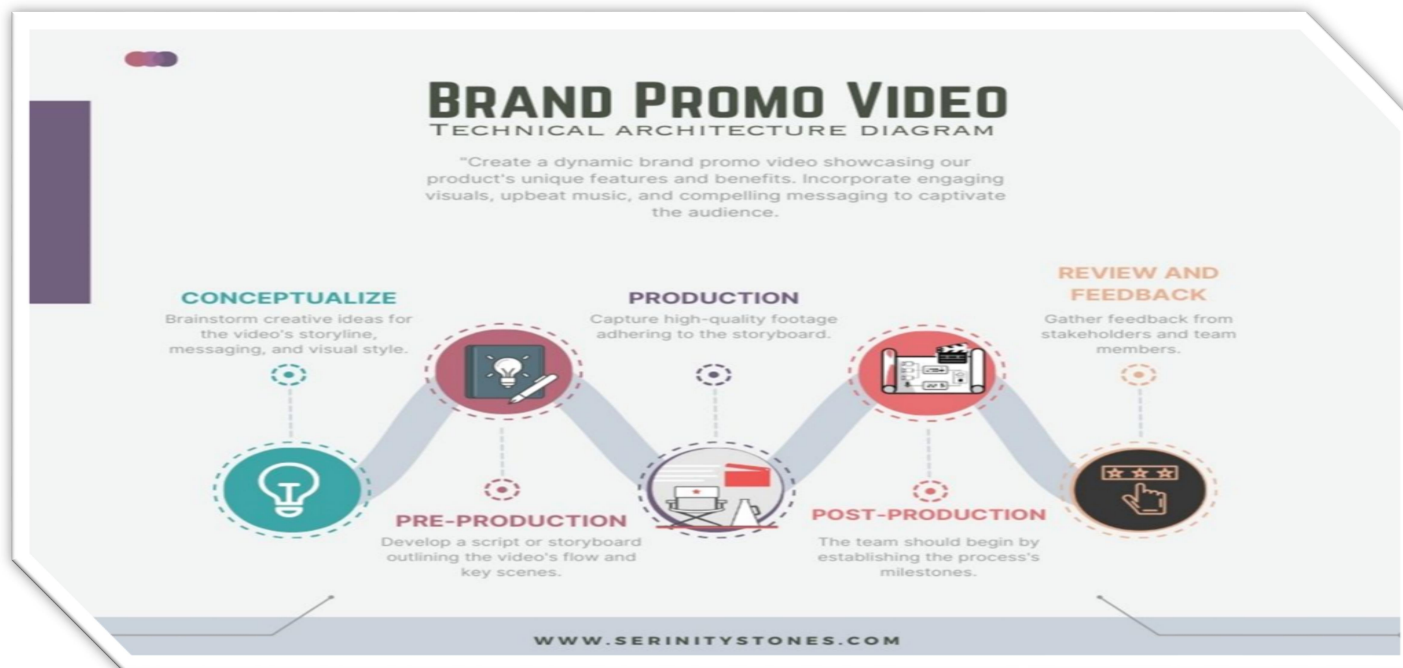 BRAND PROMO VIDEO
TECHNICAL ARCHITECTURE DIAGRAM
"Create a dynamic brand promo video showcasing our
product's unique features and benefits. Incorporate engaging
visuals, upbeat music, and compelling messaging to captivate
the audience.
CONCEPTUALIZE
Brainstorm creative ideas for
the video's storyline,
messaging, and visual style.
PRE-PRODUCTION
Develop a script or storyboard
outlining the video's flow and
key scenes.
PRODUCTION
Capture high-quality footage
adhering to the storyboard.
POST-PRODUCTION
The team should begin by
establishing the process's
milestones.
REVIEW AND
FEEDBACK
Gather feedback from
stakeholders and team
members.
WWW.SERINITYSTONES.COM